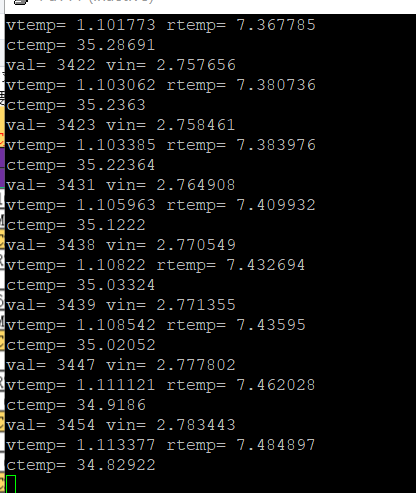 vtemp= 1.101773 rtemp= 7.367785
ctemp= 35.28691
val= 3422 vin= 2.757656
vtemp= 1.103062 rtemp= 7.380736
ctemp= 35.2363
val= 3423 vin= 2.758461
vtemp= 1.103385 rtemp= 7.383976
ctemp= 35.22364
val= 3431 vin= 2.764908
vtemp= 1.105963 rtemp= 7.409932
ctemp= 35.1222
val= 3438 vin= 2.770549
vtemp= 1.10822 rtemp= 7.432694
ctemp= 35.03324
val= 3439 vin= 2.771355
vtemp= 1.108542 rtemp= 7.43595
ctemp= 35.02052
val= 3447 vin= 2.777802
vtemp= 1.111121 rtemp= 7.462028
ctemp= 34.9186
val= 3454 vin= 2.783443
vtemp= 1.113377 rtemp= 7.484897
ctemp= 34.82922